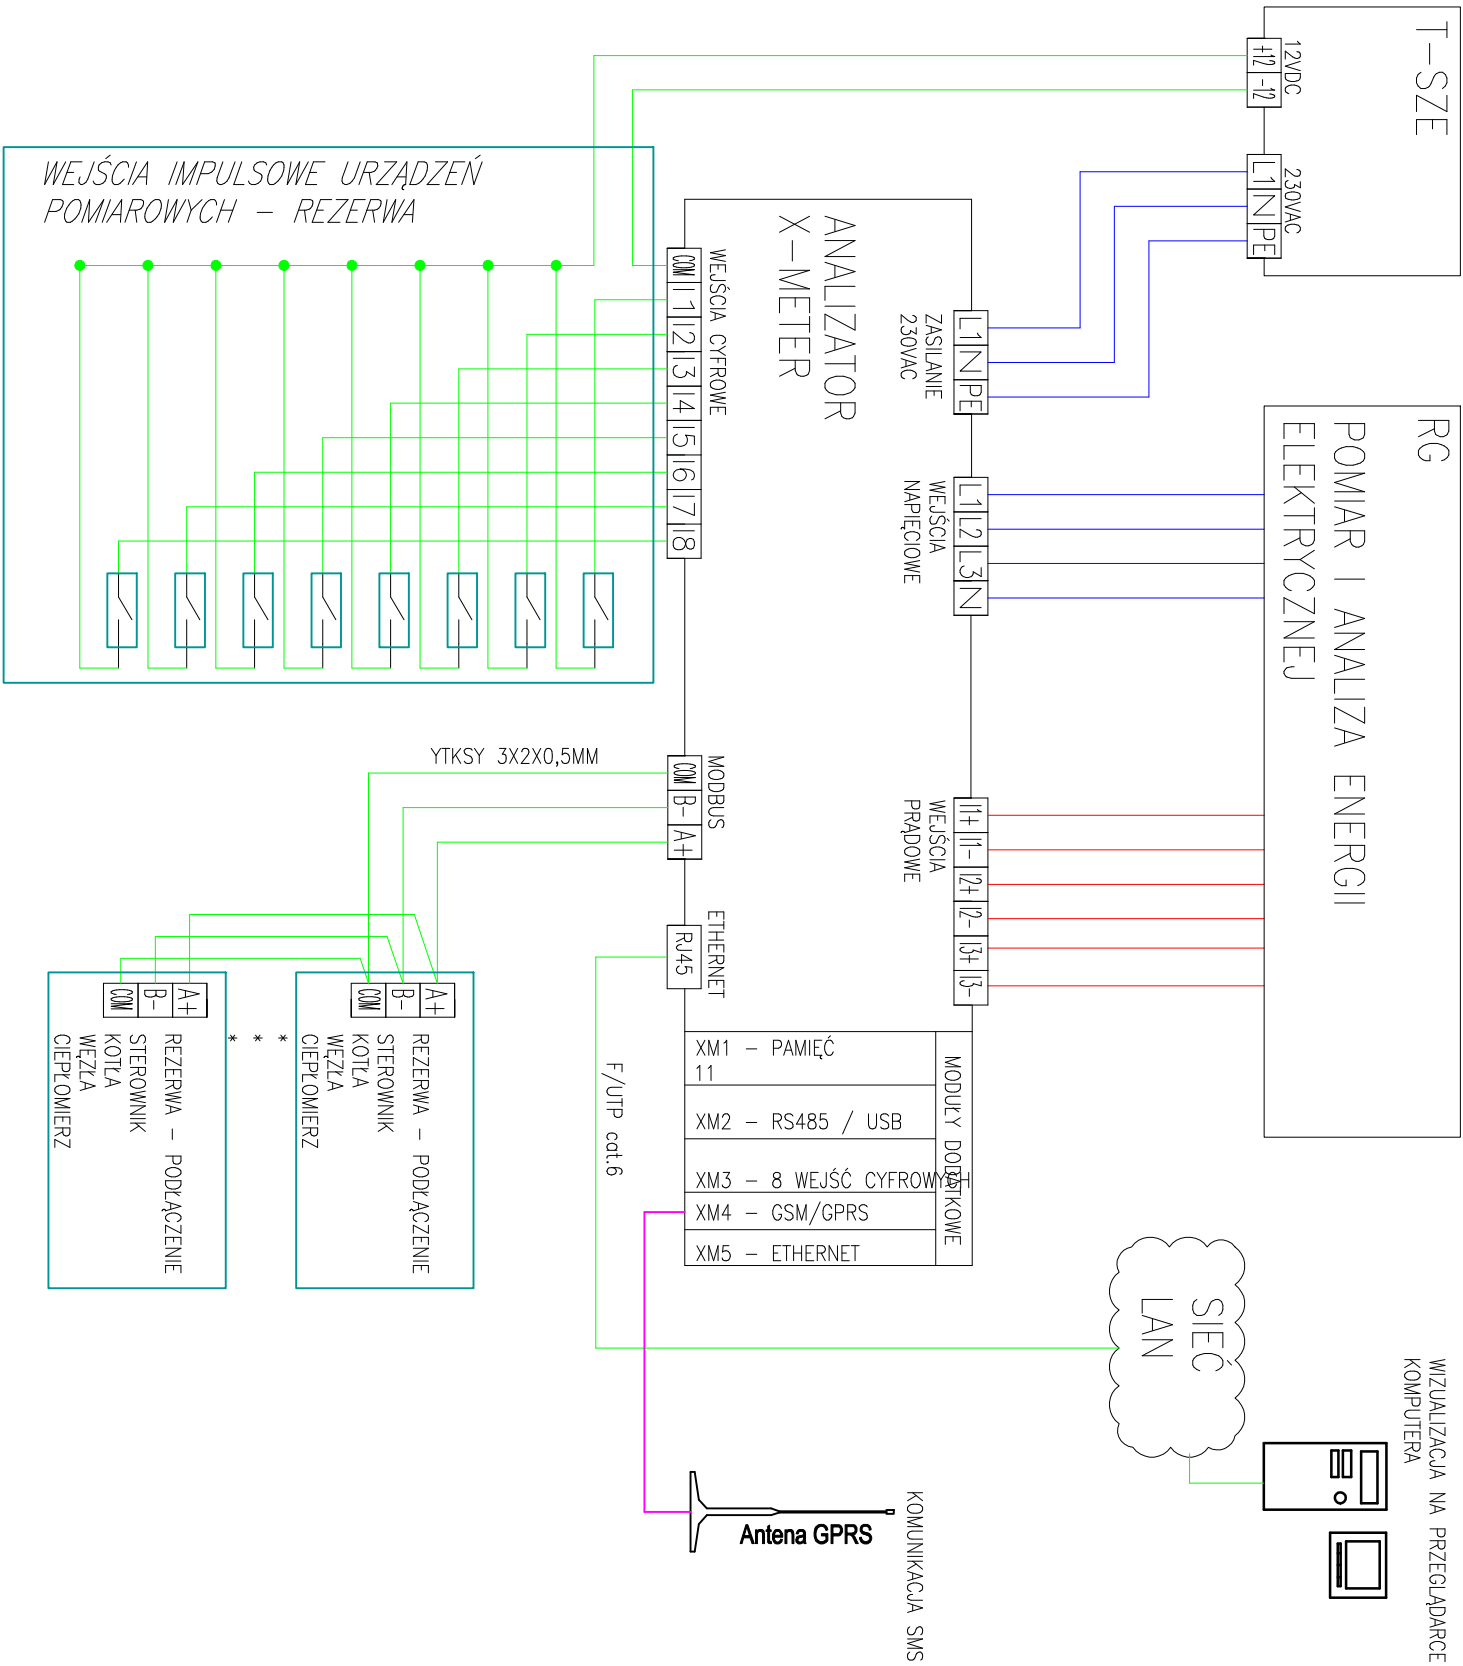 T-SZE
12VDC
+12 -12
230VAC
L1 N PE
RG
POMIAR I ANALIZA ENERGII
ELEKTRYCZNEJ
WEJŚCIA IMPULSOWE URZĄDZEŃ
POMIAROWYCH - REZERWA
ANALIZATOR
X-METER
L1 N PE
ZASILANIE
230VAC
L1 L2 L3 N
WEJŚCIA
NAPIĘCIOWE
I1+ I1- I2+ I2- I3+ I3-
WEJŚCIA
PRĄDOWE
WEJŚCIA CYFROWE
COM I1 I2 I3 I4 I5 I6 I7 I8
MODBUS
COM B- A+
YTKSY 3X2X0,5MM
ETHERNET
RJ45
F/UTP cat.6
MODUŁY DODATKOWE
XM1 - PAMIĘĆ
11
XM2 - RS485 / USB
XM3 - 8 WEJŚĆ CYFROWYCH
XM4 - GSM/GPRS
XM5 - ETHERNET
A+ B- COM
REZERWA - PODŁĄCZENIE
STEROWNIK
KOTŁA
WĘZŁA
CIEPŁOMIERZ
* * *
A+ B- COM
REZERWA - PODŁĄCZENIE
STEROWNIK
KOTŁA
WĘZŁA
CIEPŁOMIERZ
SIEĆ
LAN
WIZUALIZACJA NA PRZEGLĄDARCE
KOMPUTERA
KOMUNIKACJA SMS
Antena GPRS